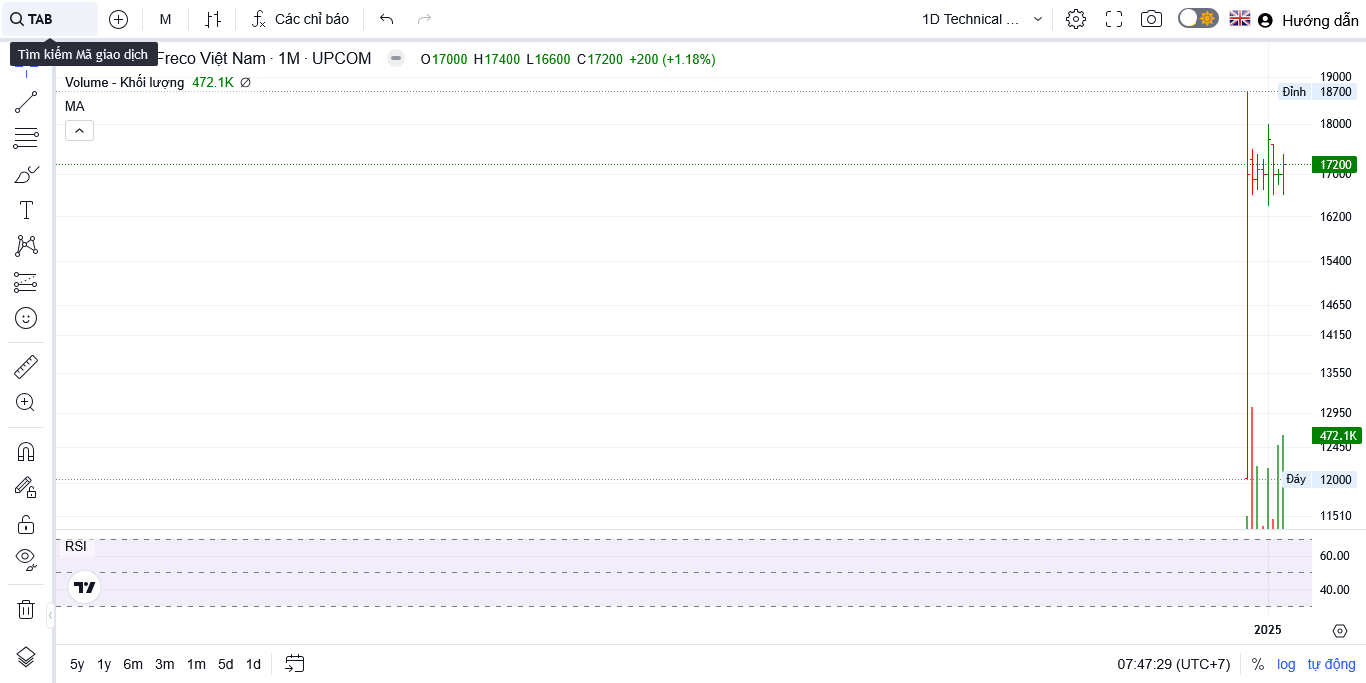 TAB
M
Các chỉ báo
1D Technical ...
Hướng dẫn
Tìm kiếm Mã giao dịch
Freco Việt Nam · 1M · UPCOM
O17000 H17400 L16600 C17200 +200 (+1.18%)
Volume - Khối lượng 472.1K ∅
MA
19000
Đỉnh 18700
18000
17200
17000
16200
15400
14650
14150
13550
12950
472.1K
12450
Đáy 12000
11510
RSI
60.00
40.00
2025
5y 1y 6m 3m 1m 5d 1d
07:47:29 (UTC+7) % log tự động